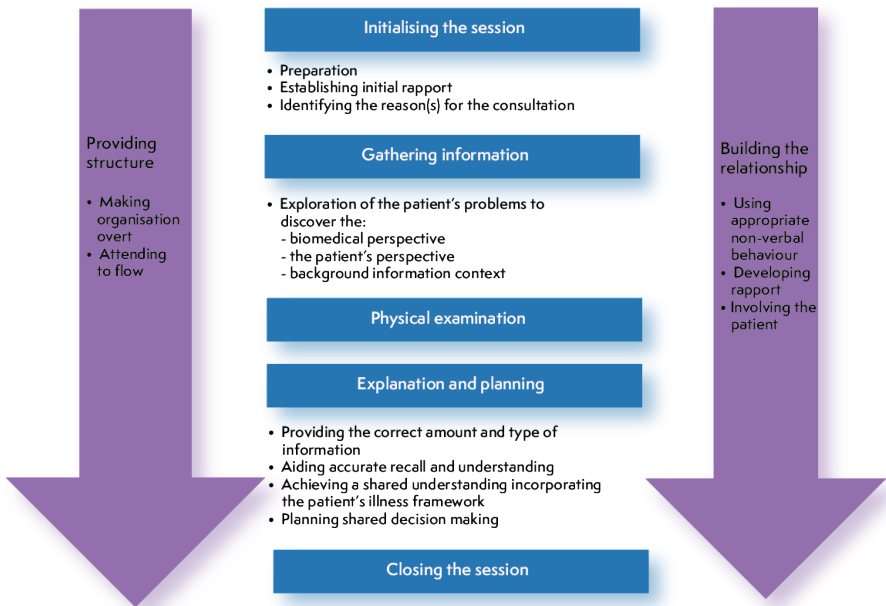 Initialising the session
• Preparation
• Establishing initial rapport
• Identifying the reason(s) for the consultation
Providing
structure
• Making
organisation
overt
• Attending
to flow
Gathering information
• Exploration of the patient's problems to
discover the:
- biomedical perspective
- the patient's perspective
- background information context
Building the
relationship
• Using
appropriate
non-verbal
behaviour
• Developing
rapport
• Involving the
patient
Physical examination
Explanation and planning
• Providing the correct amount and type of
information
• Aiding accurate recall and understanding
• Achieving a shared understanding incorporating
the patient's illness framework
• Planning shared decision making
Closing the session